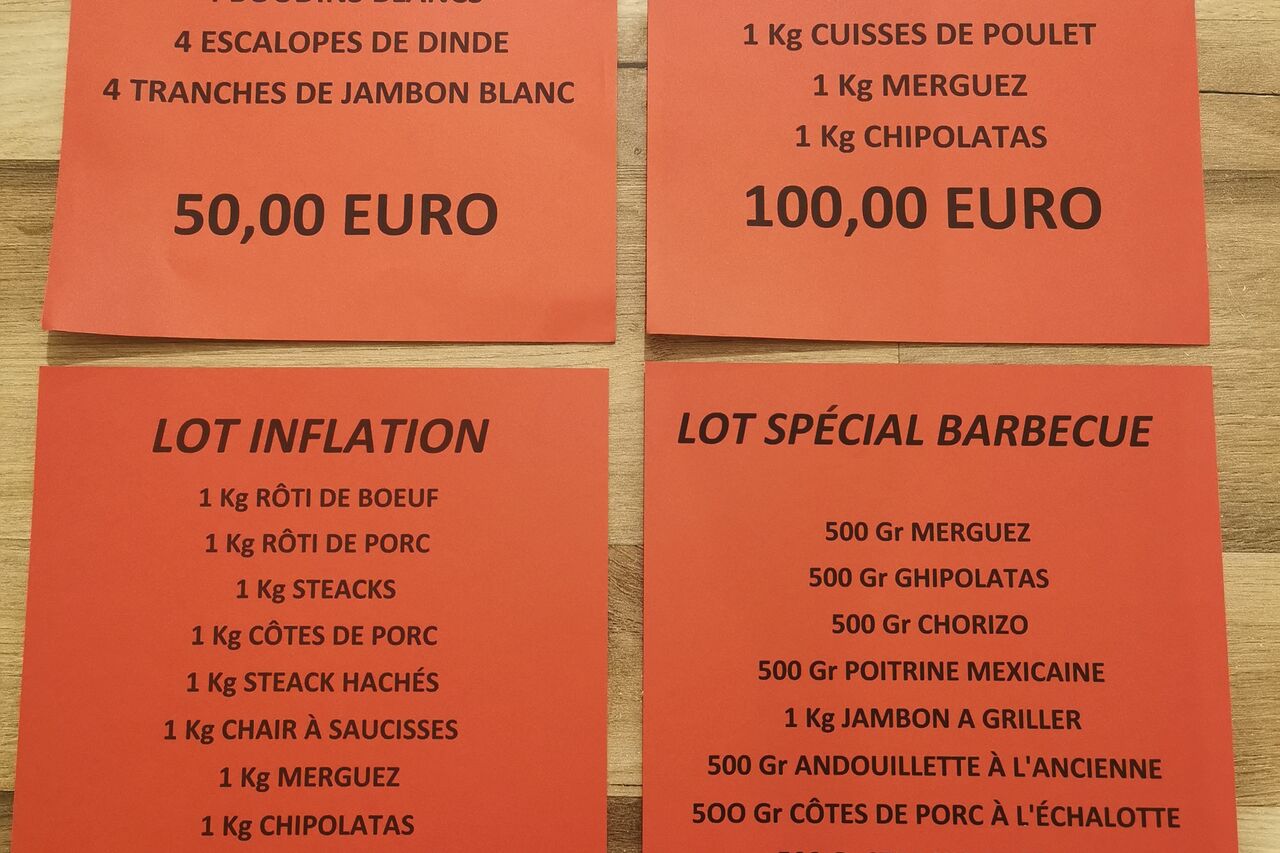 4 BOUDINS BLANCS
4 ESCALOPES DE DINDE
4 TRANCHES DE JAMBON BLANC
50,00 EURO
1 Kg CUISSES DE POULET
1 Kg MERGUEZ
1 Kg CHIPOLATAS
100,00 EURO
LOT INFLATION
1 Kg RÔTI DE BOEUF
1 Kg RÔTI DE PORC
1 Kg STEACKS
1 Kg CÔTES DE PORC
1 Kg STEACK HACHÉS
1 Kg CHAIR À SAUCISSES
1 Kg MERGUEZ
1 Kg CHIPOLATAS
LOT SPÉCIAL BARBECUE
500 Gr MERGUEZ
500 Gr GHIPOLATAS
500 Gr CHORIZO
500 Gr POITRINE MEXICAINE
1 Kg JAMBON A GRILLER
500 Gr ANDOUILLETTE À L'ANCIENNE
5OO Gr CÔTES DE PORC À L'ÉCHALOTTE